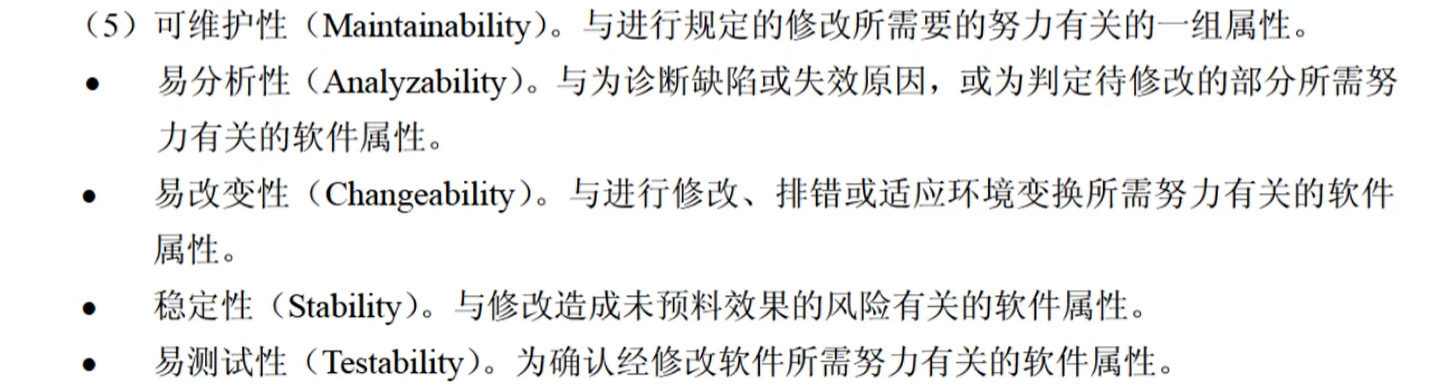 （5）可维护性（Maintainability）。与进行规定的修改所需要的努力有关的一组属性。
● 易分析性（Analyzability）。与为诊断缺陷或失效原因，或为判定待修改的部分所需努
力有关的软件属性。
● 易改变性（Changeability）。与进行修改、排错或适应环境变换所需努力有关的软件
属性。
● 稳定性（Stability）。与修改造成未预料效果的风险有关的软件属性。
● 易测试性（Testability）。为确认经修改软件所需努力有关的软件属性。